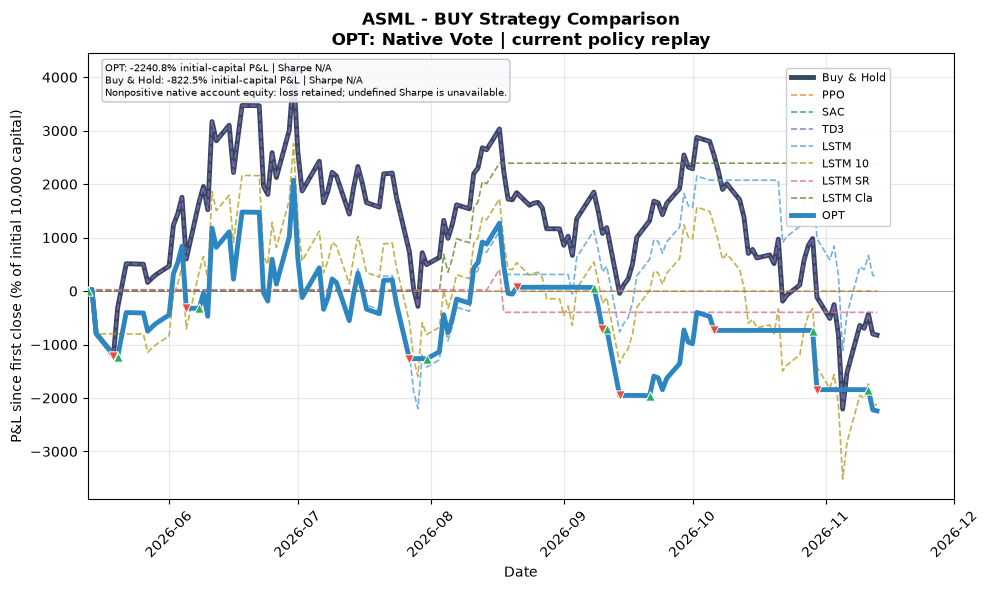 ASML - BUY Strategy Comparison
OPT: Native Vote | current policy replay
OPT: -2240.8% initial-capital P&L | Sharpe N/A
Buy & Hold: -822.5% initial-capital P&L | Sharpe N/A
Nonpositive native account equity: loss retained; undefined Sharpe is unavailable.
Buy & Hold
PPO
SAC
TD3
LSTM
LSTM 10
LSTM SR
LSTM Cla
OPT
P&L since first close (% of initial 10,000 capital)
4000
3000
2000
1000
0
−1000
−2000
−3000
2026-06
2026-07
2026-08
2026-09
2026-10
2026-11
2026-12
Date